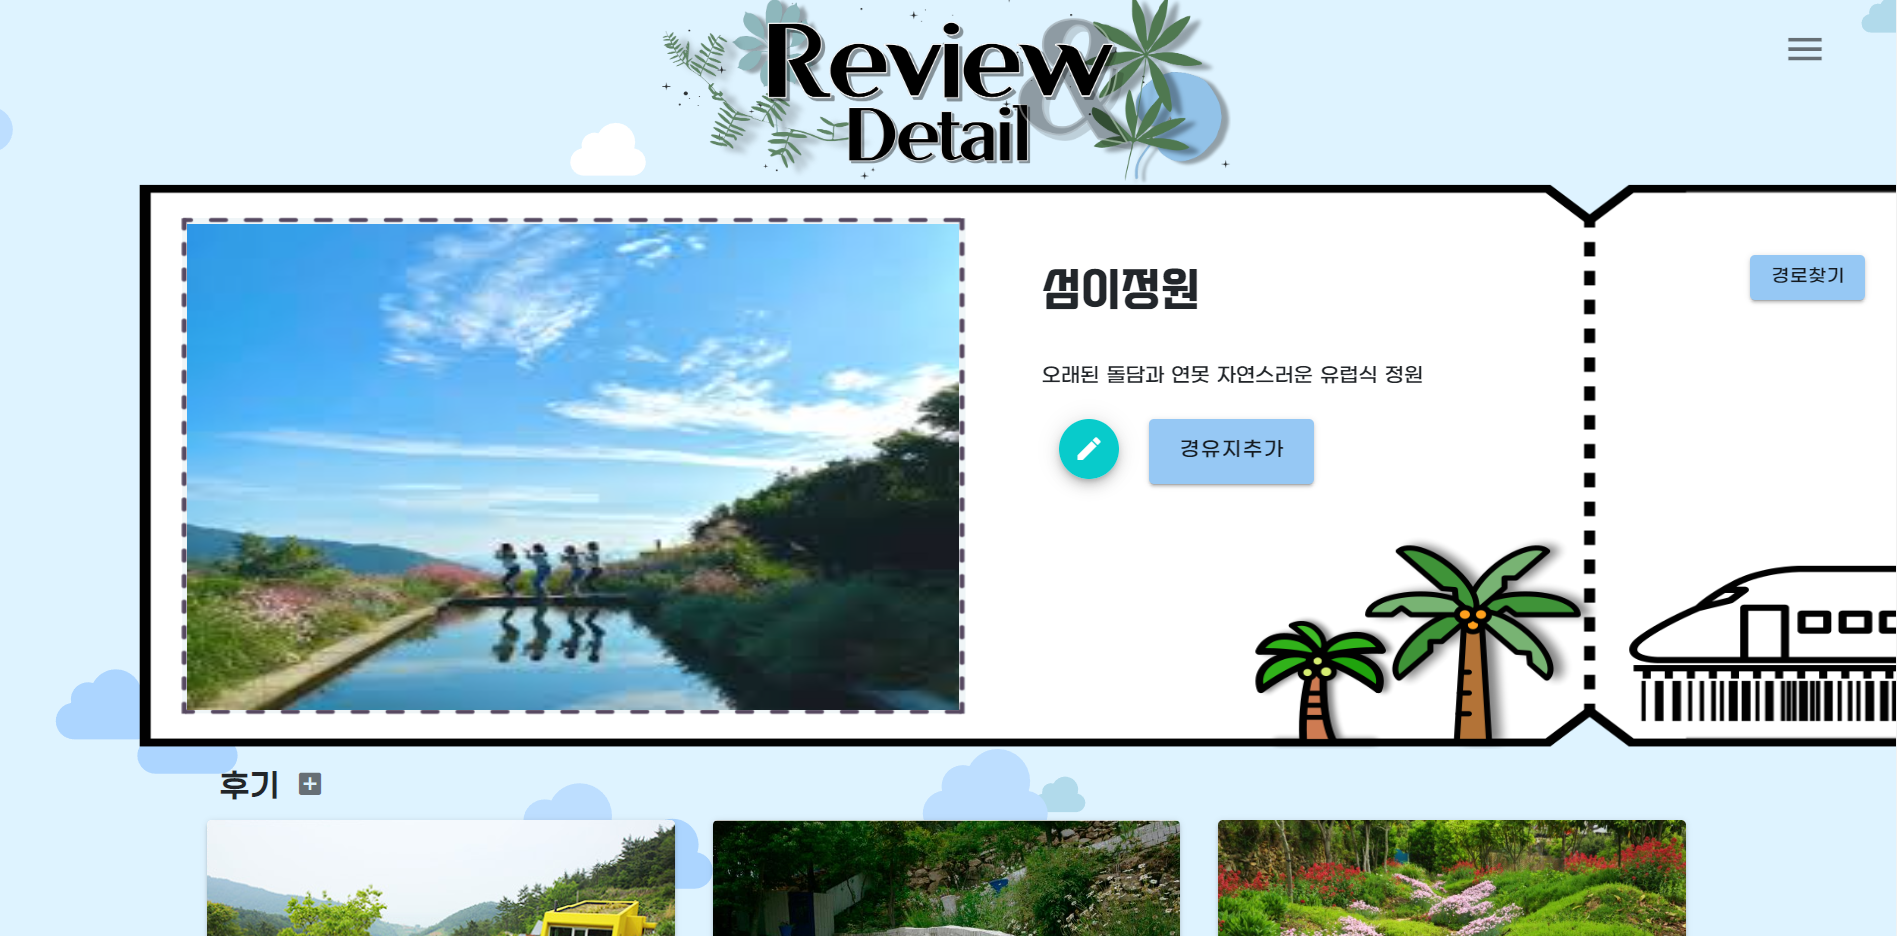 Review
&
Detail
섬이정원
경로찾기
오래된 돌담과 연못 자연스러운 유럽식 정원
경유지추가
후기